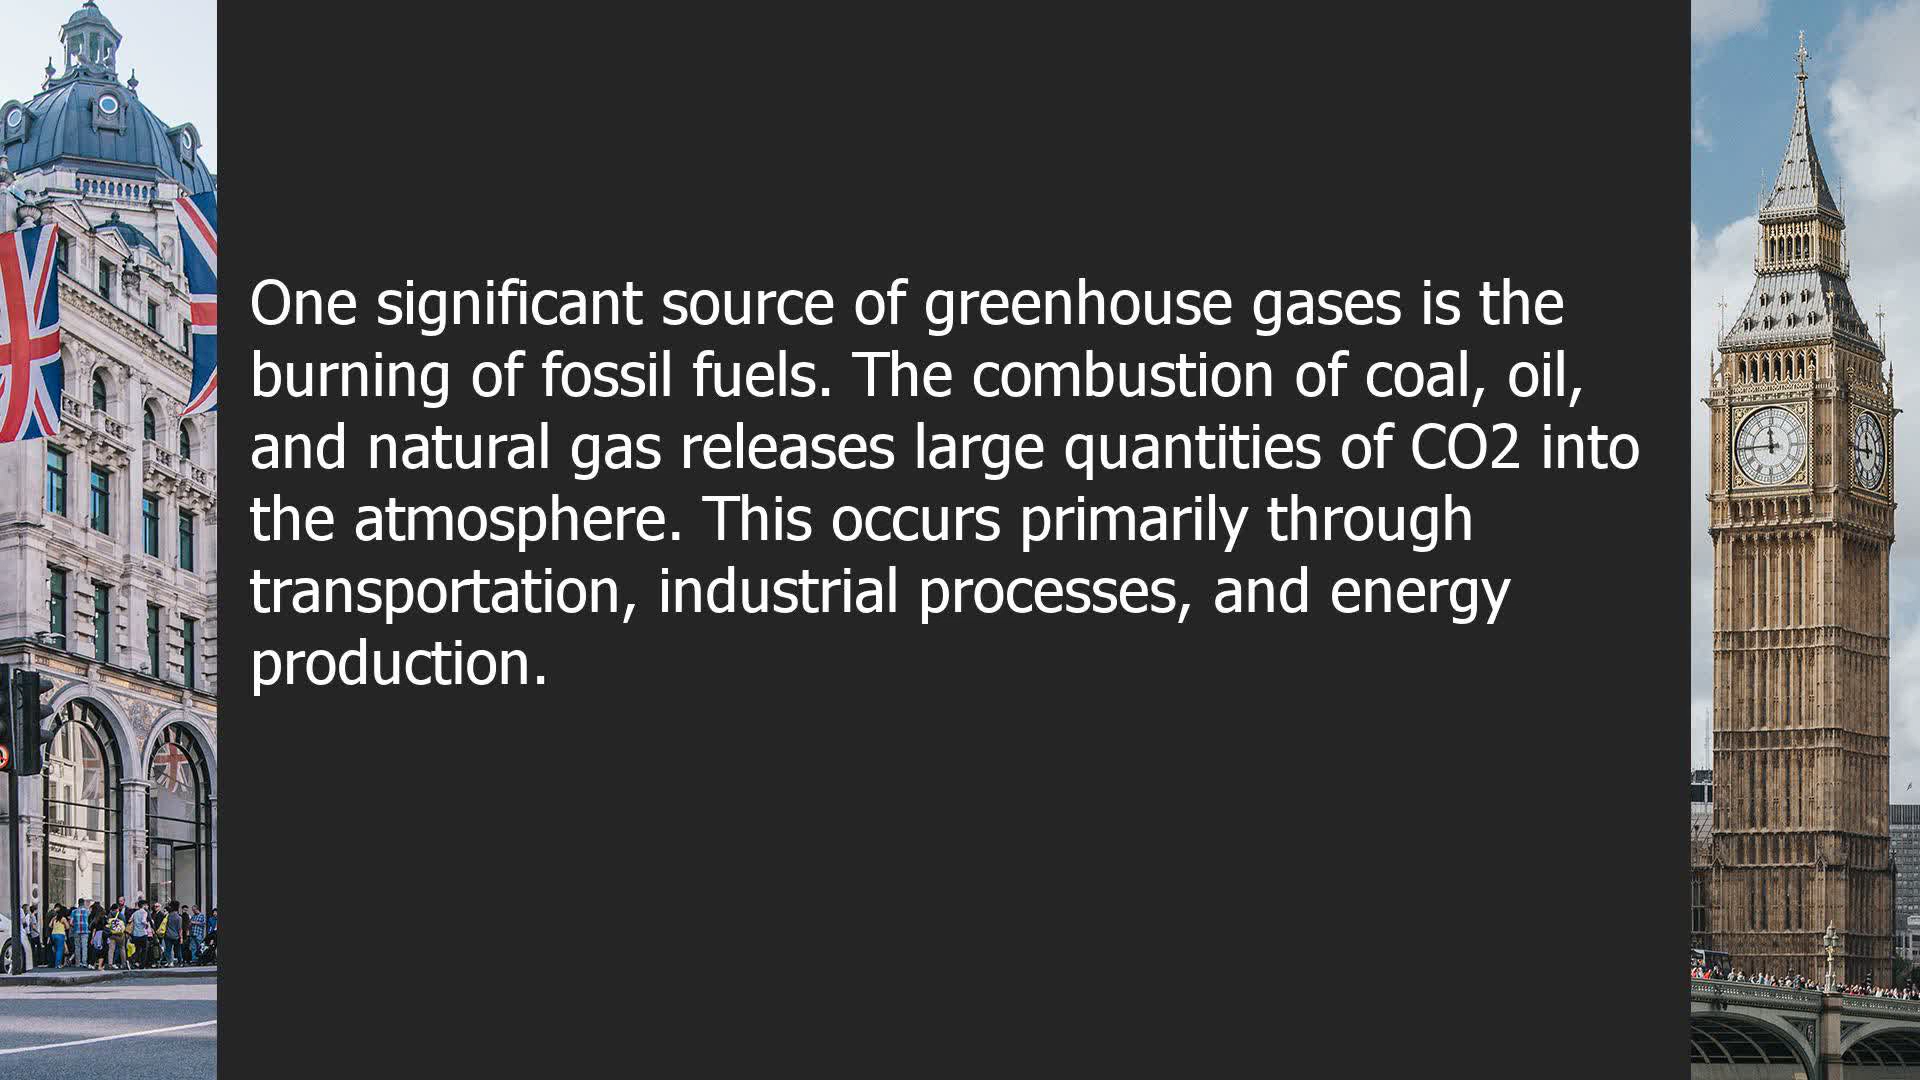 One significant source of greenhouse gases is the
burning of fossil fuels. The combustion of coal, oil,
and natural gas releases large quantities of CO2 into
the atmosphere. This occurs primarily through
transportation, industrial processes, and energy
production.